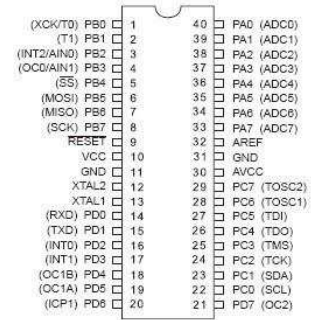 (XCK/T0) PB0 1 40 PA0 (ADC0)
(T1) PB1 2 39 PA1 (ADC1)
(INT2/AIN0) PB2 3 38 PA2 (ADC2)
(OC0/AIN1) PB3 4 37 PA3 (ADC3)
(SS) PB4 5 36 PA4 (ADC4)
(MOSI) PB5 6 35 PA5 (ADC5)
(MISO) PB6 7 34 PA6 (ADC6)
(SCK) PB7 8 33 PA7 (ADC7)
RESET 9 32 AREF
VCC 10 31 GND
GND 11 30 AVCC
XTAL2 12 29 PC7 (TOSC2)
XTAL1 13 28 PC6 (TOSC1)
(RXD) PD0 14 27 PC5 (TDI)
(TXD) PD1 15 26 PC4 (TDO)
(INT0) PD2 16 25 PC3 (TMS)
(INT1) PD3 17 24 PC2 (TCK)
(OC1B) PD4 18 23 PC1 (SDA)
(OC1A) PD5 19 22 PC0 (SCL)
(ICP1) PD6 20 21 PD7 (OC2)